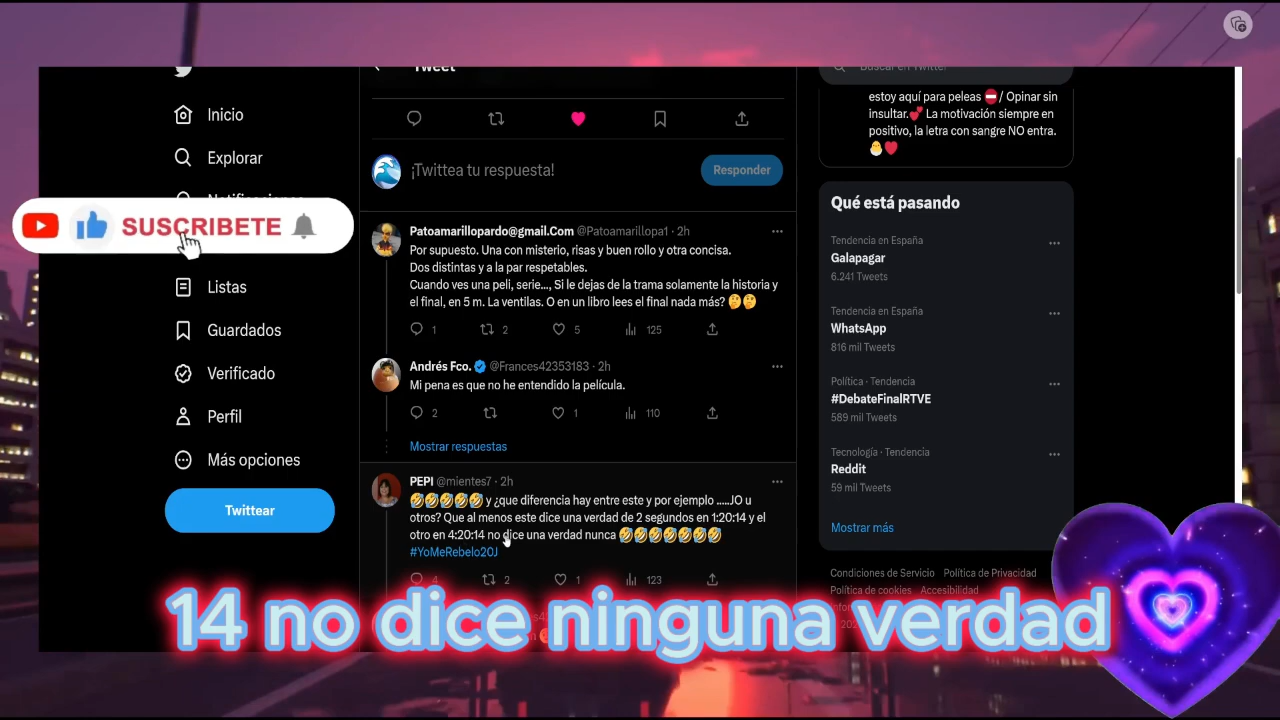 Tweet
Buscar en Twitter
Inicio
Explorar
Notificaciones
SUSCRIBETE
Listas
Guardados
Verificado
Perfil
Más opciones
Twittear
¡Twittea tu respuesta!
Responder
Patoamarillopardo@gmail.Com @Patoamarillopa1 · 2h
Por supuesto. Una con misterio, risas y buen rollo y otra concisa.
Dos distintas y a la par respetables.
Cuando ves una peli, serie..., Si le dejas de la trama solamente la historia y
el final, en 5 m. La ventilas. O en un libro lees el final nada más? 🤔🤔
1 2 5 125
Andrés Fco. @Frances42353183 · 2h
Mi pena es que no he entendido la película.
2 1 110
Mostrar respuestas
PEPI @mientes7 · 2h
🤣🤣🤣🤣🤣 y ¿que diferencia hay entre este y por ejemplo .....JO u
otros? Que al menos este dice una verdad de 2 segundos en 1:20:14 y el
otro en 4:20:14 no dice una verdad nunca 🤣🤣🤣🤣🤣🤣🤣
#YoMeRebelo20J
4 2 1 123
estoy aquí para peleas ⛔/ Opinar sin
insultar.💕 La motivación siempre en
positivo, la letra con sangre NO entra.
🐣❤️
Qué está pasando
Tendencia en España
Galapagar
6.241 Tweets
Tendencia en España
WhatsApp
816 mil Tweets
Política · Tendencia
#DebateFinalRTVE
589 mil Tweets
Tecnología · Tendencia
Reddit
59 mil Tweets
Mostrar más
Condiciones de Servicio Política de Privacidad
Política de cookies Accesibilidad
14 no dice ninguna verdad